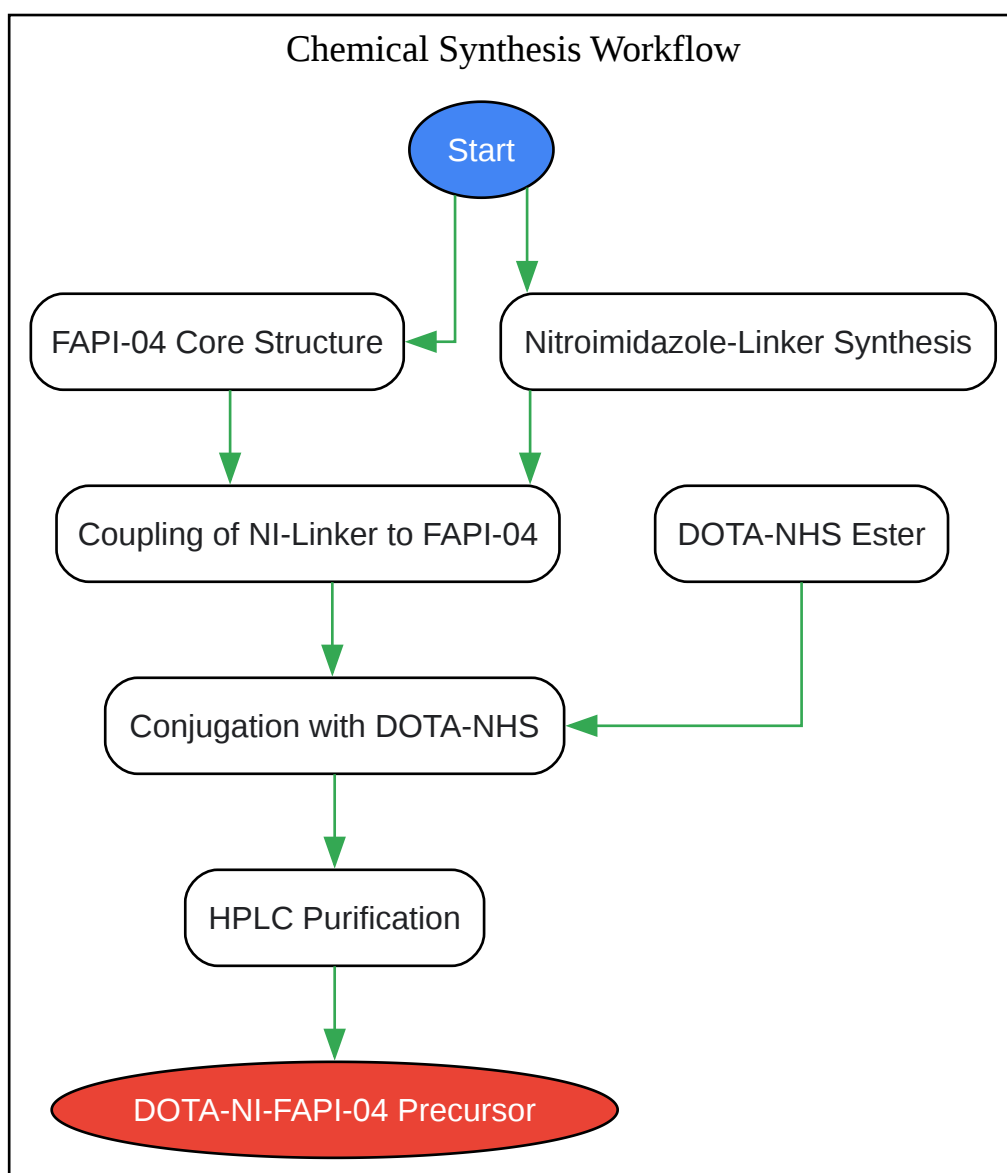 Chemical Synthesis Workflow
Start
FAPI-04 Core Structure
Nitroimidazole-Linker Synthesis
Coupling of NI-Linker to FAPI-04
DOTA-NHS Ester
Conjugation with DOTA-NHS
HPLC Purification
DOTA-NI-FAPI-04 Precursor